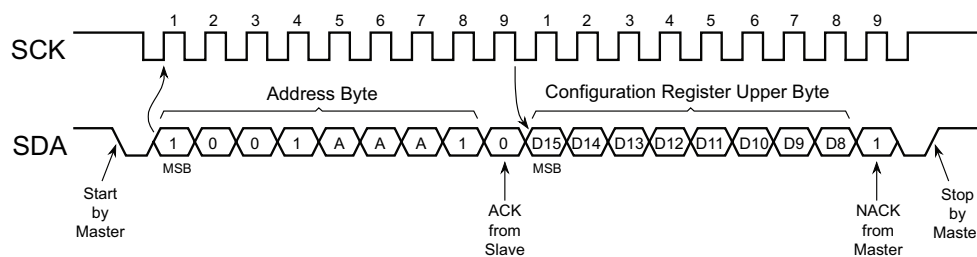 1 2 3 4 5 6 7 8 9 1 2 3 4 5 6 7 8 9
SCK
Address Byte
Configuration Register Upper Byte
SDA
1 0 0 1 A A A 1 0 D15 D14 D13 D12 D11 D10 D9 D8 1
MSB
MSB
Start
by
Master
ACK
from
Slave
NACK
from
Master
Stop
by
Maste